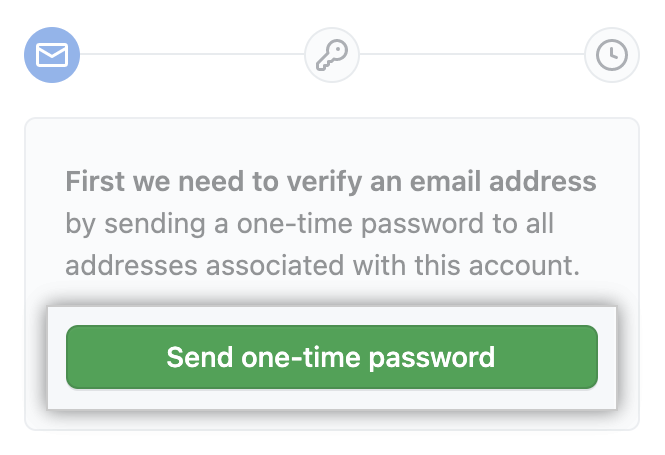 First we need to verify an email address
by sending a one-time password to all
addresses associated with this account.
Send one-time password